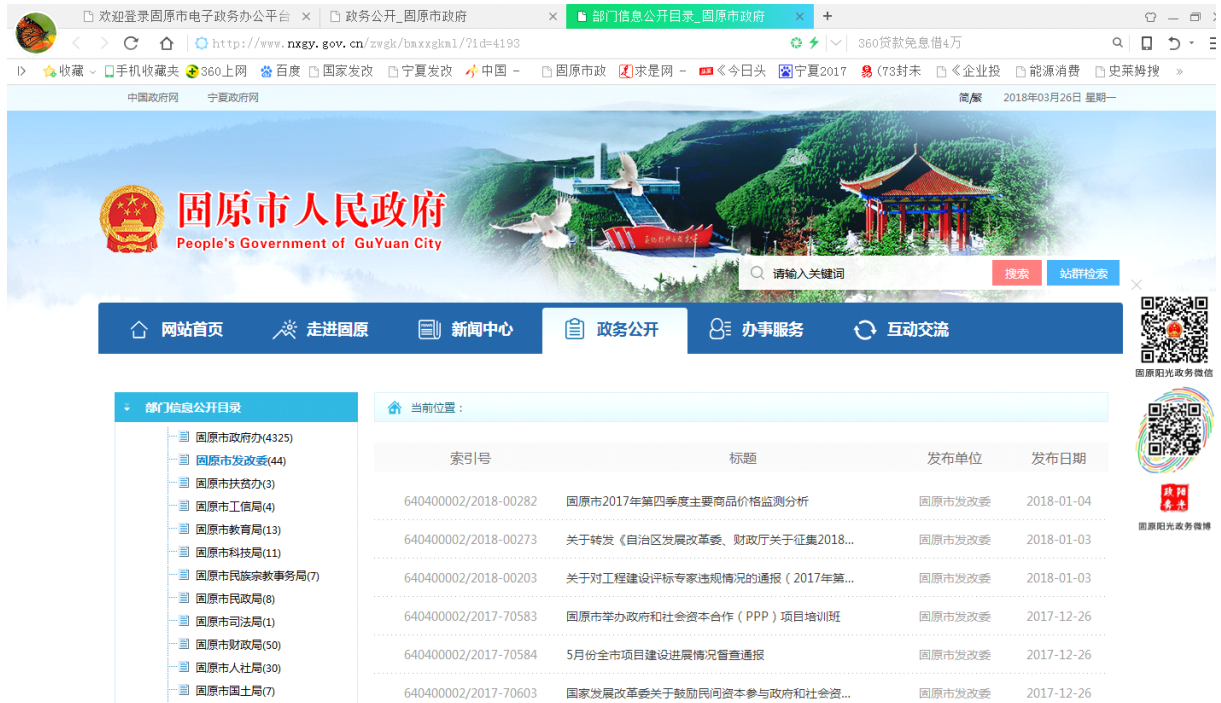 欢迎登录固原市电子政务办公平台 政务公开_固原市政府 部门信息公开目录_固原市政府
http://www.nxgy.gov.cn/zwgk/bmxxgkml/?1d=4193 360贷款免息借4万
收藏 手机收藏夹 360上网 百度 国家发改 宁夏发改 中国 - 固原市政 求是网 - 《今日头 宁夏2017 (73封未 《企业投 能源消费 史莱姆搜 »
中国政府网 宁夏政府网 简/繁 2018年03月26日 星期一
固原市人民政府
People's Government of GuYuan City
请输入关键词 搜索 站群检索
网站首页 走进固原 新闻中心 政务公开 办事服务 互动交流
固原阳光政务微信
部门信息公开目录 当前位置：
固原市政府办(4325)
固原市发改委(44)
固原市扶贫办(3)
固原市工信局(4)
固原市教育局(13)
固原市科技局(11)
固原市民族宗教事务局(7)
固原市民政局(8)
固原市司法局(1)
固原市财政局(50)
固原市人社局(30)
固原市国土局(7)
索引号 标题 发布单位 发布日期
640400002/2018-00282 固原市2017年第四季度主要商品价格监测分析 固原市发改委 2018-01-04
640400002/2018-00273 关于转发《自治区发展改革委、财政厅关于征集2018... 固原市发改委 2018-01-03
640400002/2018-00203 关于对工程建设评标专家违规情况的通报（2017年第... 固原市发改委 2018-01-03
640400002/2017-70583 固原市举办政府和社会资本合作（PPP）项目培训班 固原市发改委 2017-12-26
640400002/2017-70584 5月份全市项目建设进展情况督查通报 固原市发改委 2017-12-26
640400002/2017-70603 国家发展改革委关于鼓励民间资本参与政府和社会资... 固原市发改委 2017-12-26
固原阳光政务微博